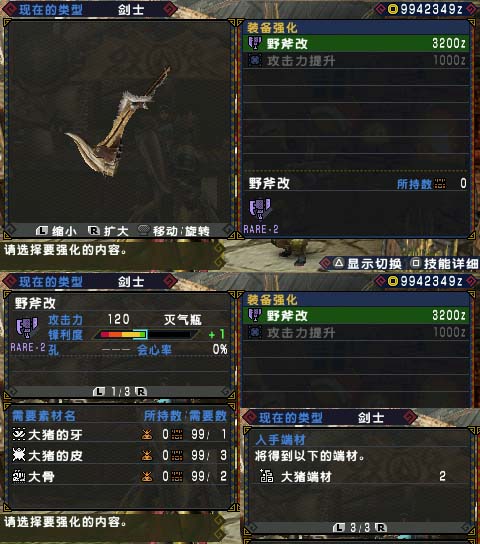 现在的类型 剑士
9942349z
装备强化
野斧改 3200z
攻击力提升 1000z
野斧改 所持数 0
RARE-2
L 缩小 R 扩大 移动/旋转
请选择要强化的内容。
△显示切换 □技能详细
现在的类型 剑士
9942349z
野斧改
攻击力 120 灭气瓶
锋利度 +1
RARE-2
孔 --- 会心率 0%
L 1/3 R
装备强化
野斧改 3200z
攻击力提升 1000z
需要素材名 所持数/需要数
大猪的牙 0 99/ 1
大猪的皮 0 99/ 3
大骨 0 99/ 2
请选择要强化的内容。
现在的类型 剑士
入手端材
将得到以下的端材。
大猪端材 2
L 3/3 R